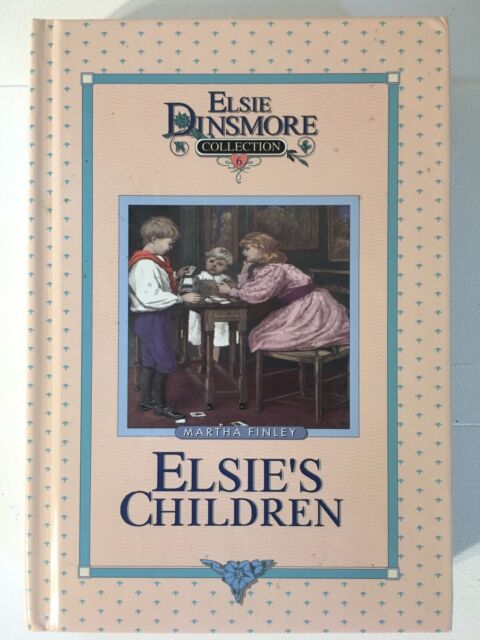 ELSIE
DINSMORE
COLLECTION
6
MARTHA FINLEY
ELSIE'S
CHILDREN